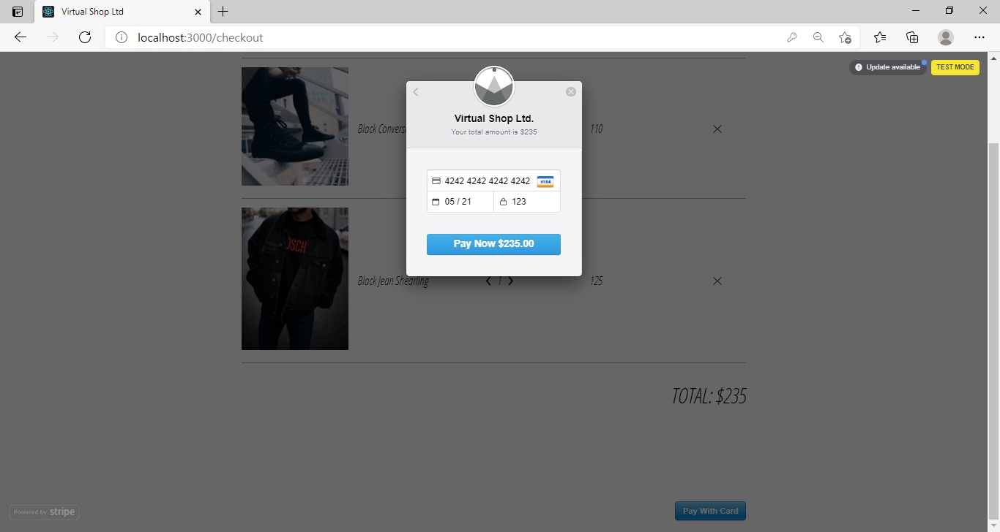 Virtual Shop Ltd
localhost:3000/checkout
Update available
TEST MODE
Virtual Shop Ltd.
Your total amount is $235
Black Convers
110
4242 4242 4242 4242
VISA
05 / 21
123
Pay Now $235.00
OSCH
Black Jean Shearling
1
125
TOTAL: $235
Powered by stripe
Pay With Card